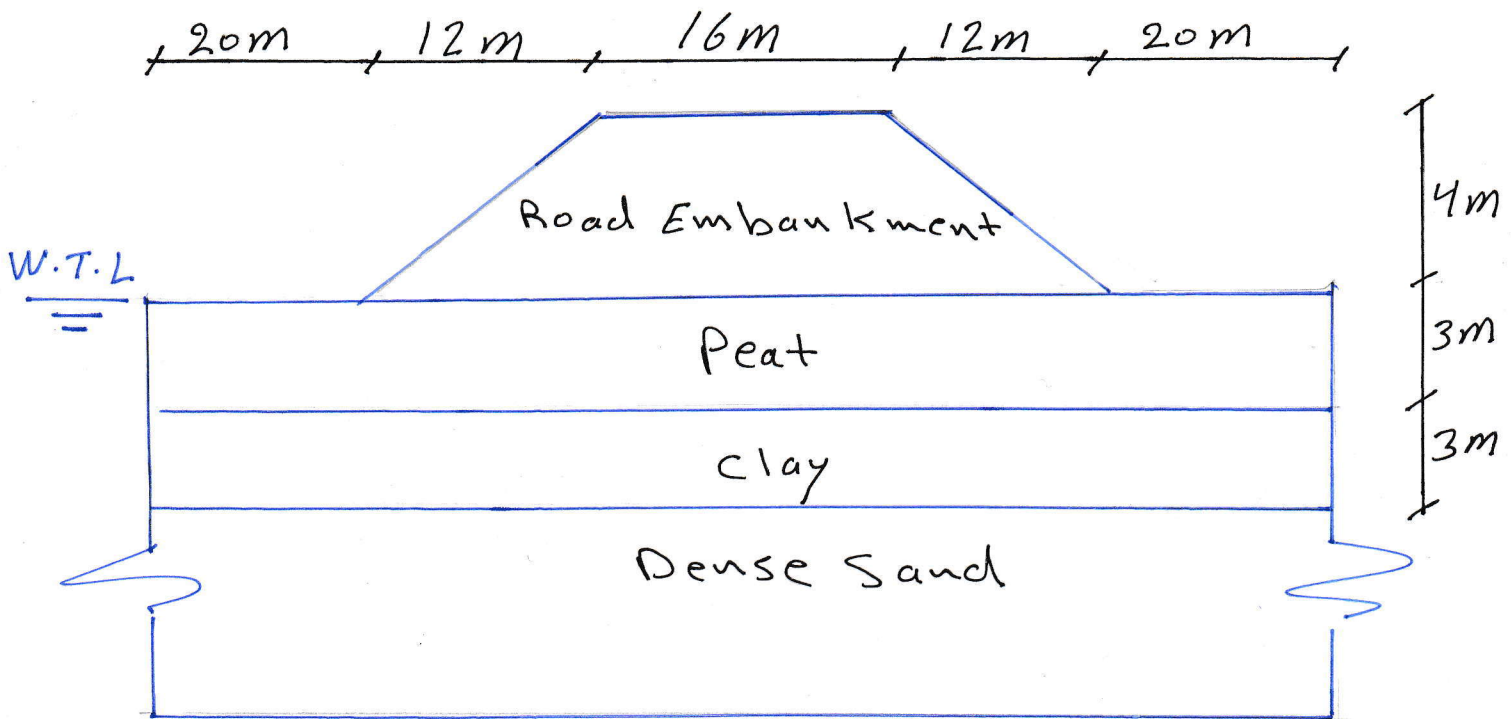 20m 12m 16m 12m 20m
4m
Road Embankment
W.T.L
Peat
3m
Clay
3m
Dense Sand